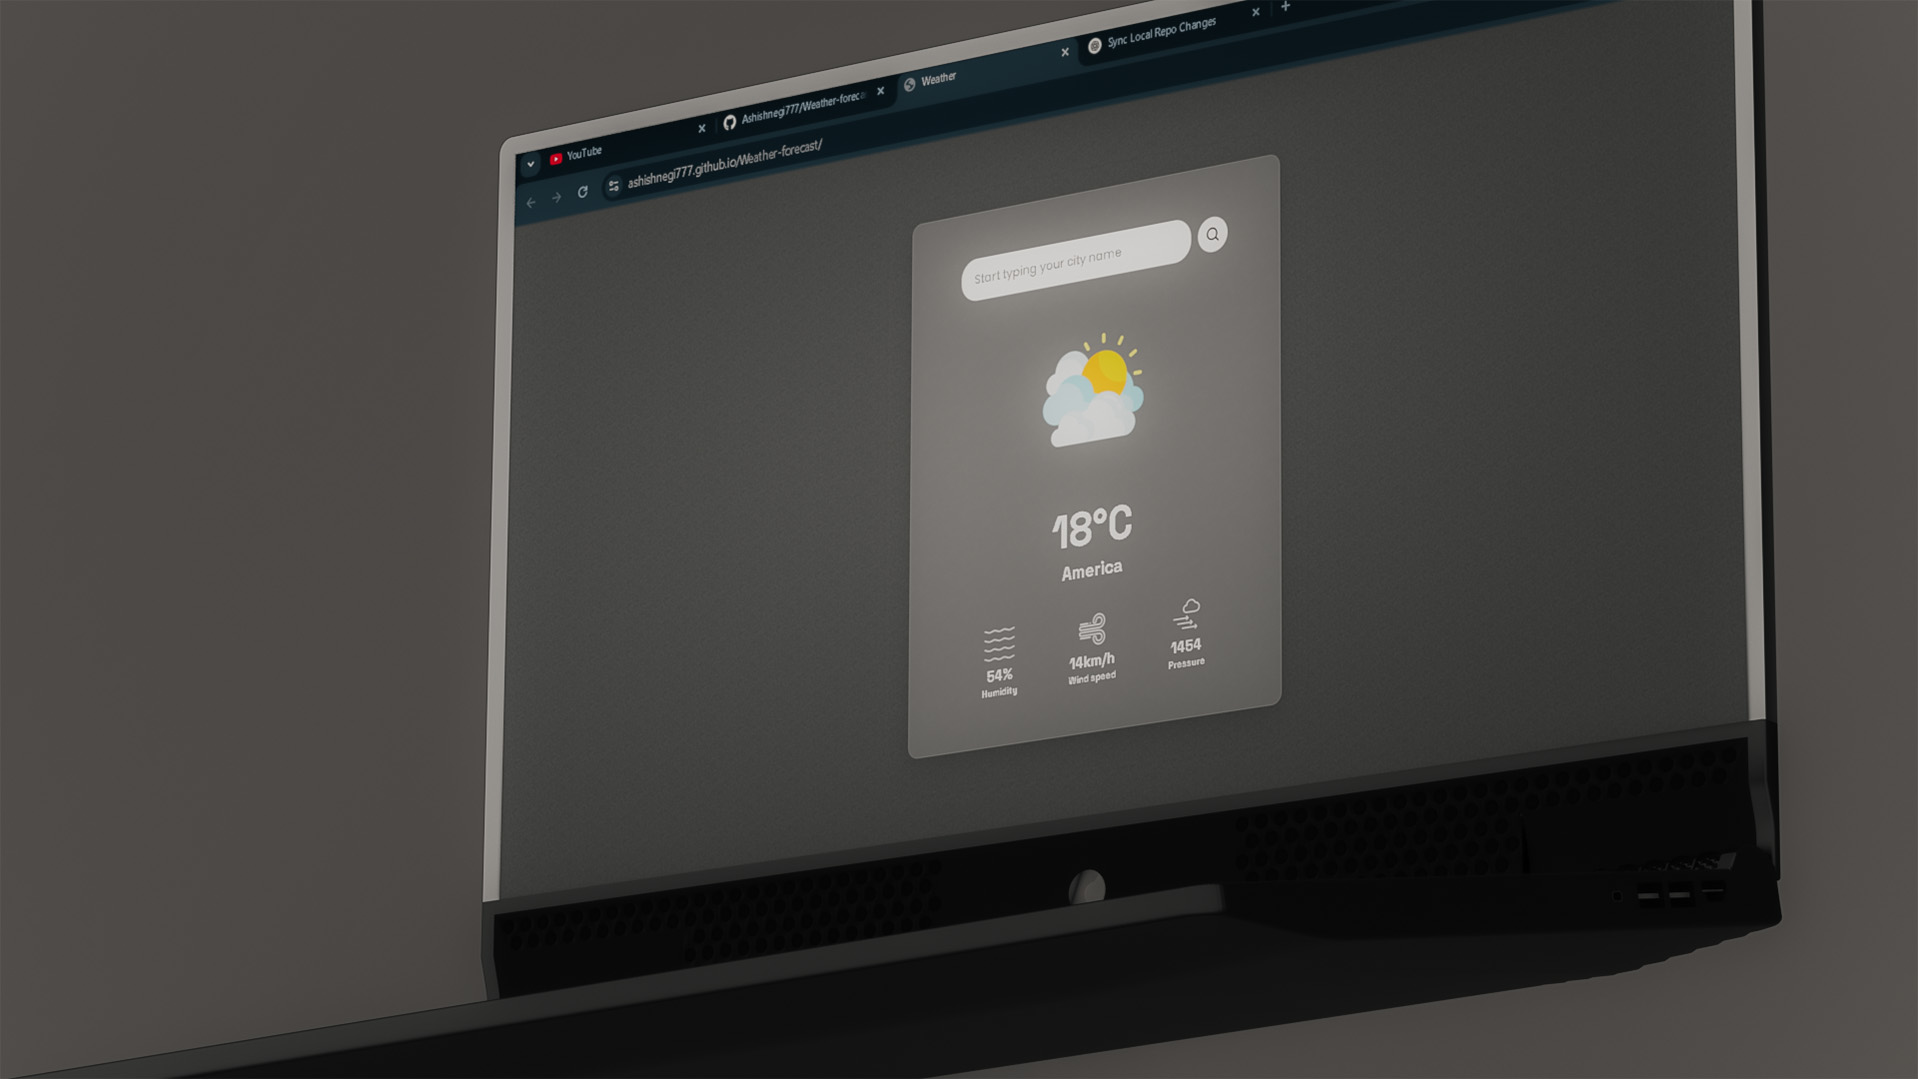 YouTube
Ashishnegi777/Weather-foreca
Weather
Sync Local Repo Changes
ashishnegi777.github.io/Weather-forecast/
Start typing your city name
18°C
America
54%
Humidity
14km/h
Wind speed
1454
Pressure